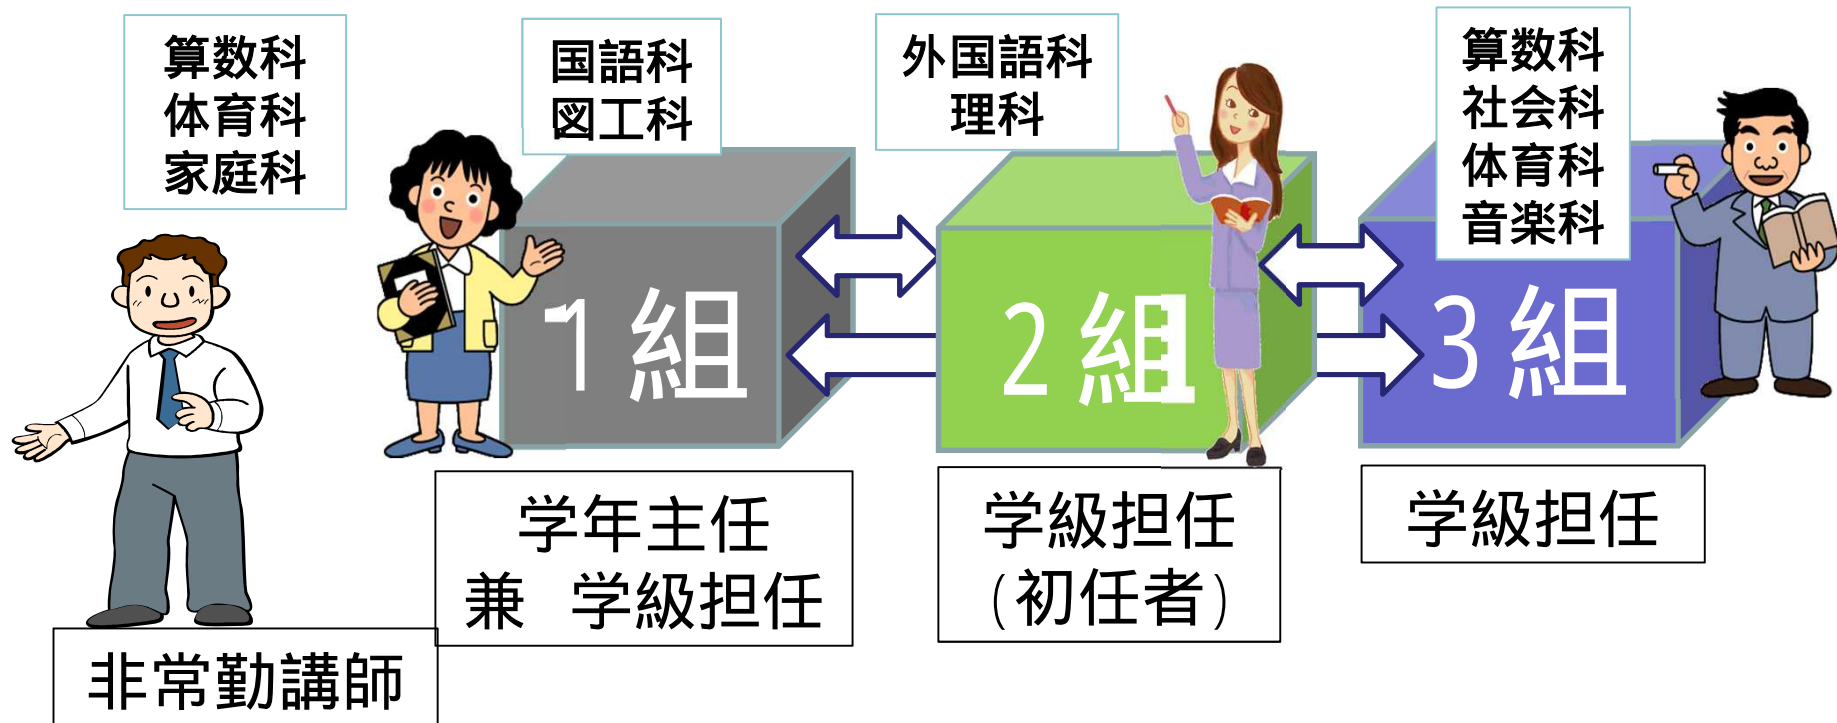 算数科
体育科
家庭科
国語科
図工科
外国語科
理科
算数科
社会科
体育科
音楽科
1組
2組
3組
学年主任
兼 学級担任
学級担任
(初任者)
学級担任
非常勤講師